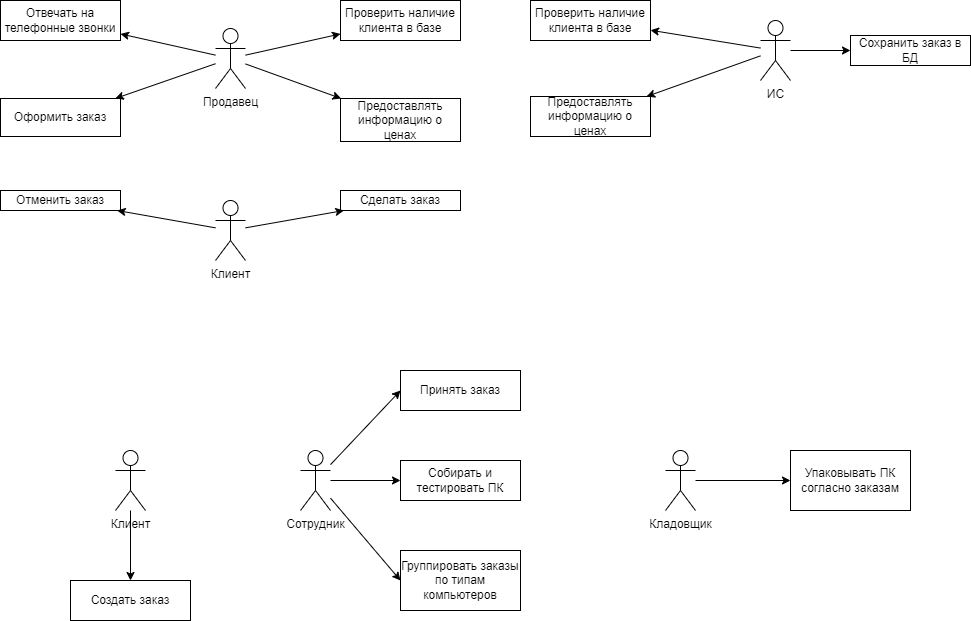 Отвечать на
телефонные звонки
Проверить наличие
клиента в базе
Оформить заказ
Предоставлять
информацию о
ценах
Продавец
Проверить наличие
клиента в базе
Сохранить заказ в
БД
Предоставлять
информацию о
ценах
ИС
Отменить заказ
Сделать заказ
Клиент
Принять заказ
Собирать и
тестировать ПК
Группировать заказы
по типам
компьютеров
Клиент
Создать заказ
Сотрудник
Кладовщик
Упаковывать ПК
согласно заказам